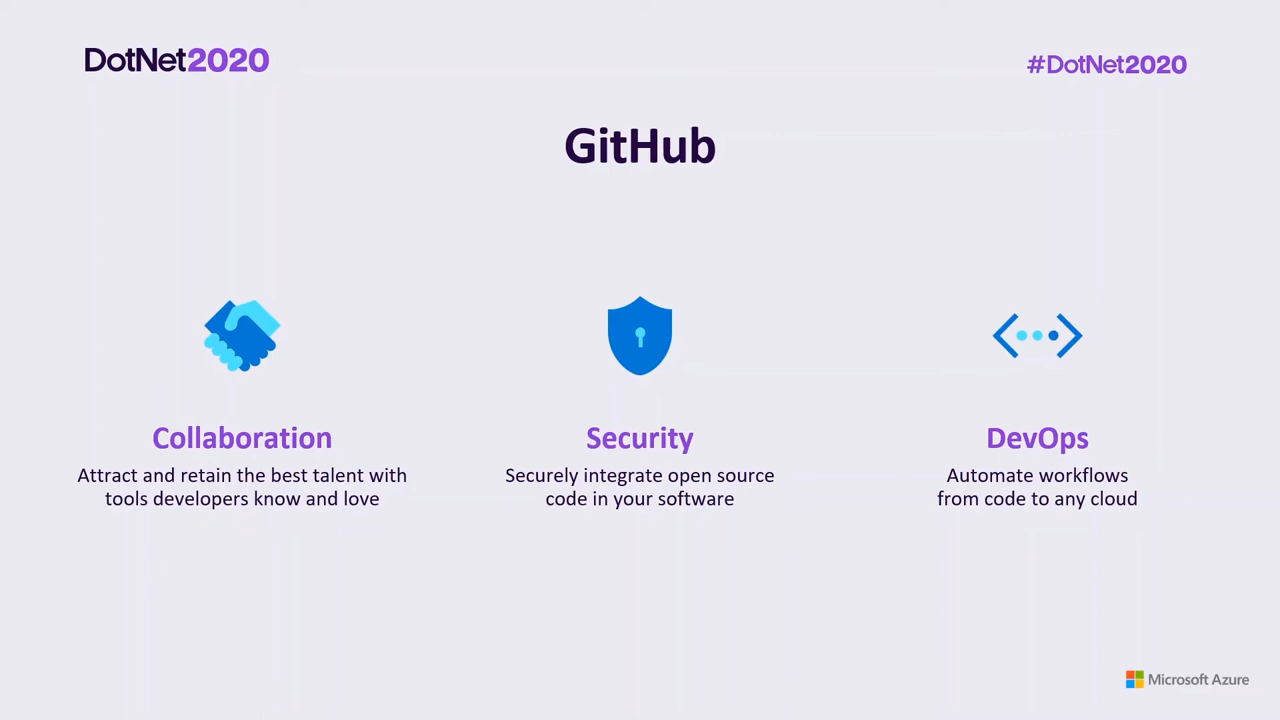 DotNet2020
#DotNet2020
GitHub
Collaboration
Attract and retain the best talent with
tools developers know and love
Security
Securely integrate open source
code in your software
DevOps
Automate workflows
from code to any cloud
Microsoft Azure